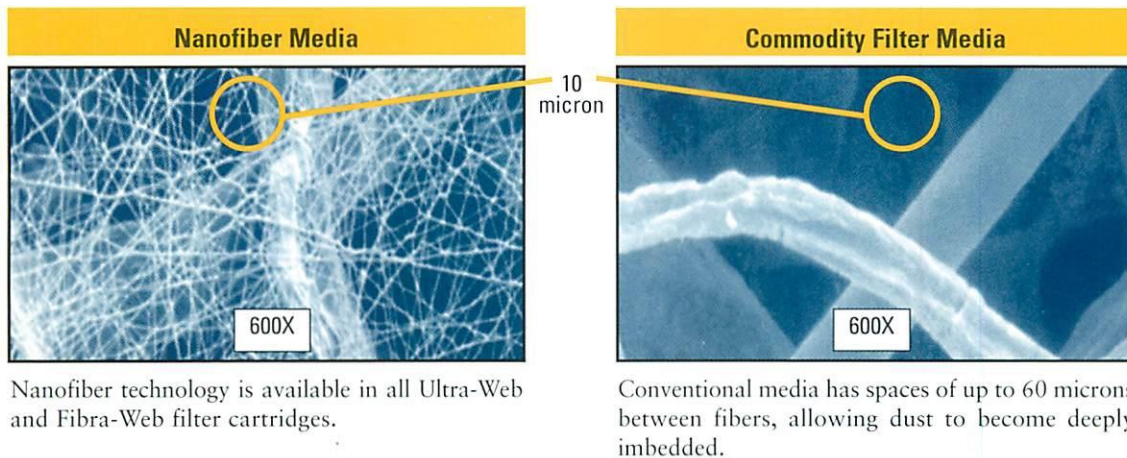 Nanofiber Media
Commodity Filter Media
10
micron
600X
600X
Nanofiber technology is available in all Ultra-Web
and Fibra-Web filter cartridges.
Conventional media has spaces of up to 60 microns
between fibers, allowing dust to become deeply
imbedded.